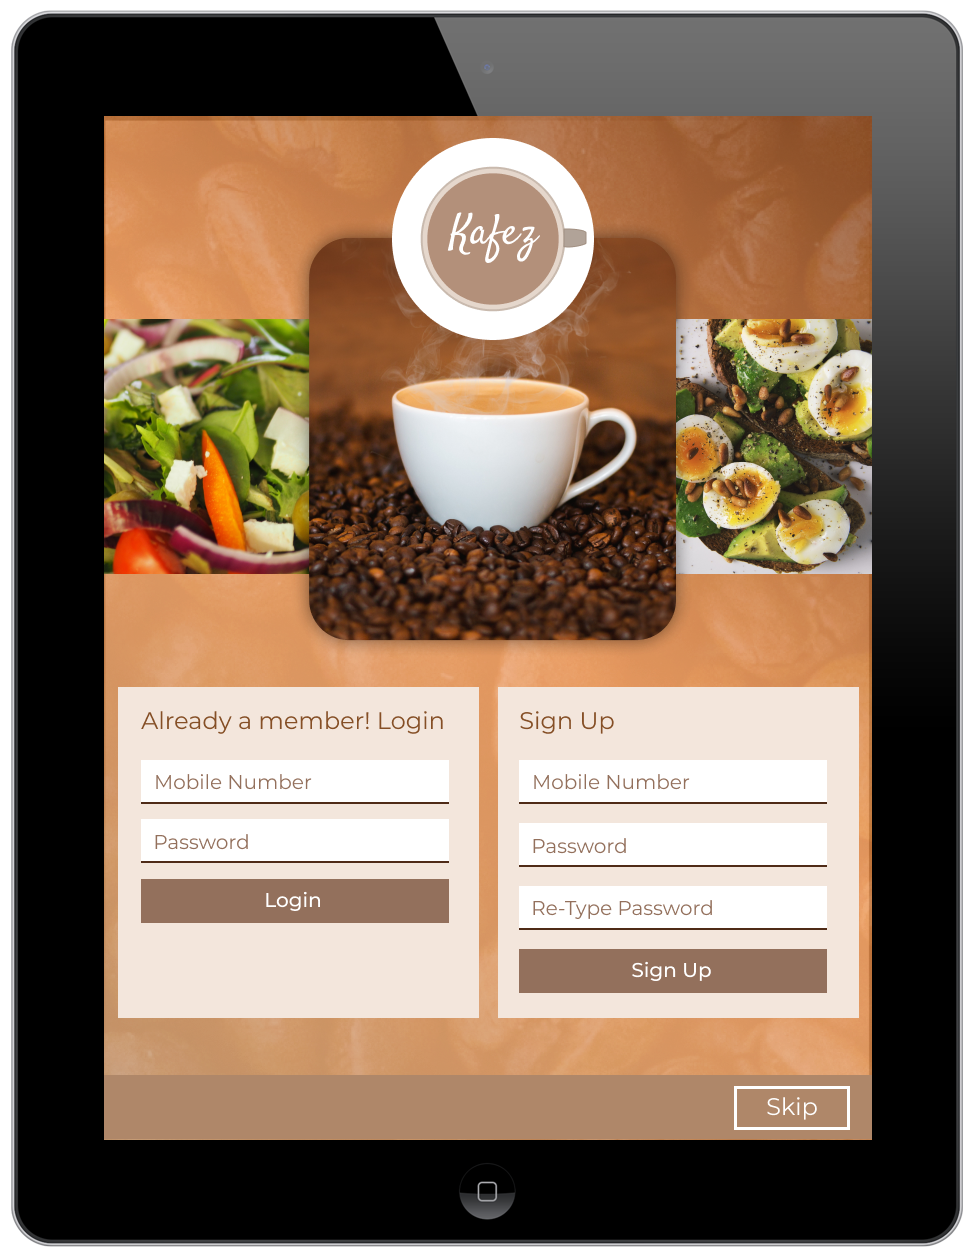 Kafez
Already a member! Login
Mobile Number
Password
Login
Sign Up
Mobile Number
Password
Re-Type Password
Sign Up
Skip